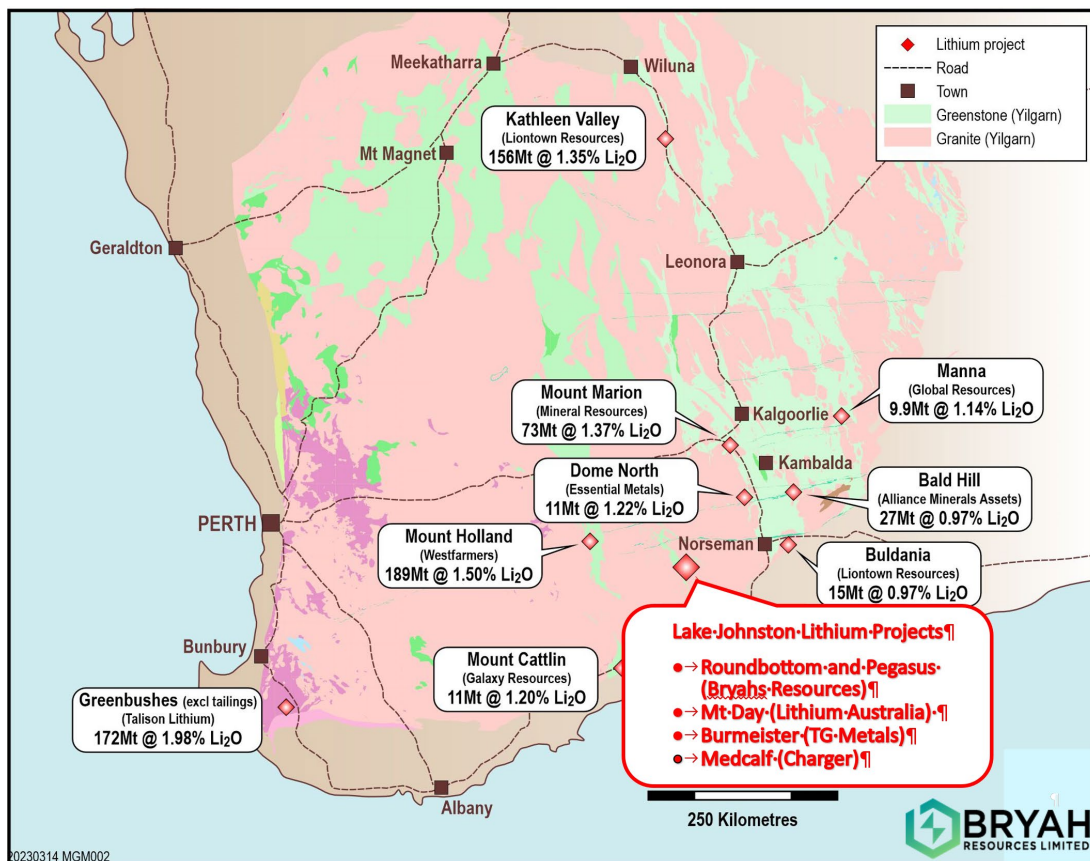 Meekatharra
Wiluna
Lithium project
Road
Town
Greenstone (Yilgarn)
Granite (Yilgarn)
Kathleen Valley
(Liontown Resources)
156Mt @ 1.35% Li₂O
Mt Magnet
Geraldton
Leonora
Manna
(Global Resources)
9.9Mt @ 1.14% Li₂O
Mount Marion
(Mineral Resources)
73Mt @ 1.37% Li₂O
Kalgoorlie
Kambalda
Dome North
(Essential Metals)
11Mt @ 1.22% Li₂O
Bald Hill
(Alliance Minerals Assets)
27Mt @ 0.97% Li₂O
PERTH
Mount Holland
(Westfarmers)
189Mt @ 1.50% Li₂O
Norseman
Buldania
(Liontown Resources)
15Mt @ 0.97% Li₂O
Lake·Johnston·Lithium·Projects¶
●→Roundbottom·and·Pegasus·
(Bryahs·Resources)¶
●→Mt·Day·(Lithium·Australia)·¶
●→Burmeister·(TG·Metals)¶
●→Medcalf·(Charger)¶
Bunbury
Mount Cattlin
(Galaxy Resources)
11Mt @ 1.20% Li₂O
Greenbushes (excl tailings)
(Talison Lithium)
172Mt @ 1.98% Li₂O
Albany
250 Kilometres
¶
BRYAH
RESOURCES LIMITED
20230314 MGM002